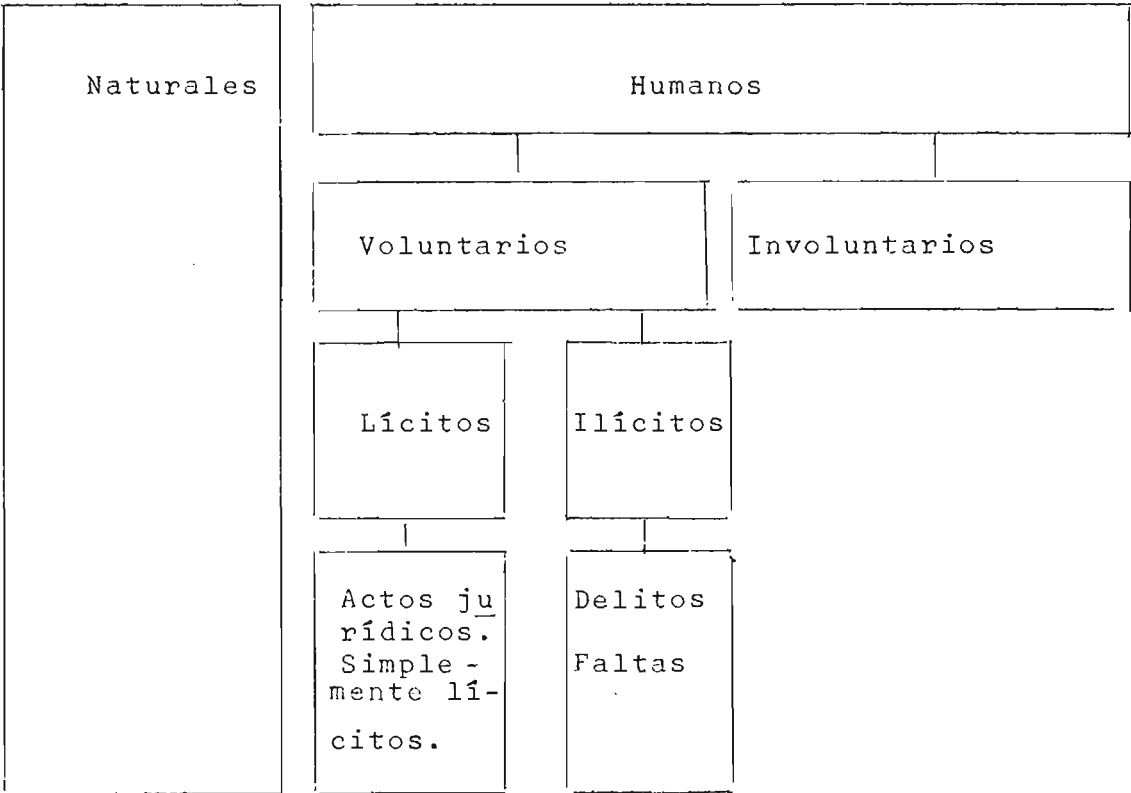 Naturales
Humanos
Voluntarios
Involuntarios
Lícitos
Ilícitos
Actos ju
rídicos.
Simple-
mente lí-
citos.
Delitos
Faltas